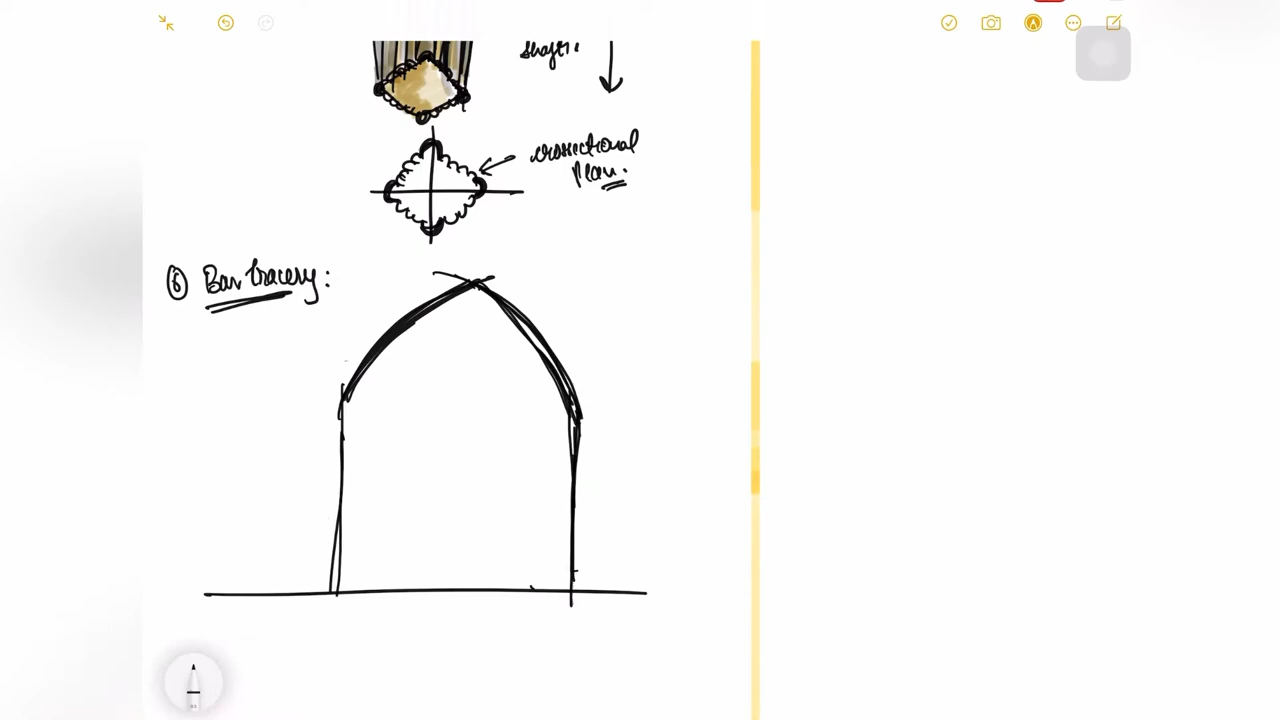 shaft:
crossectional
plan.
⑥ Bar tracery: